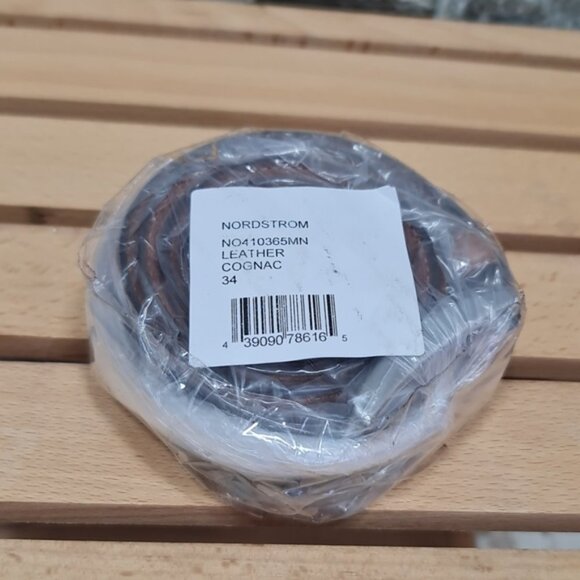 NORDSTROM
NO410365MN
LEATHER
COGNAC
34
4 39090 78616 5